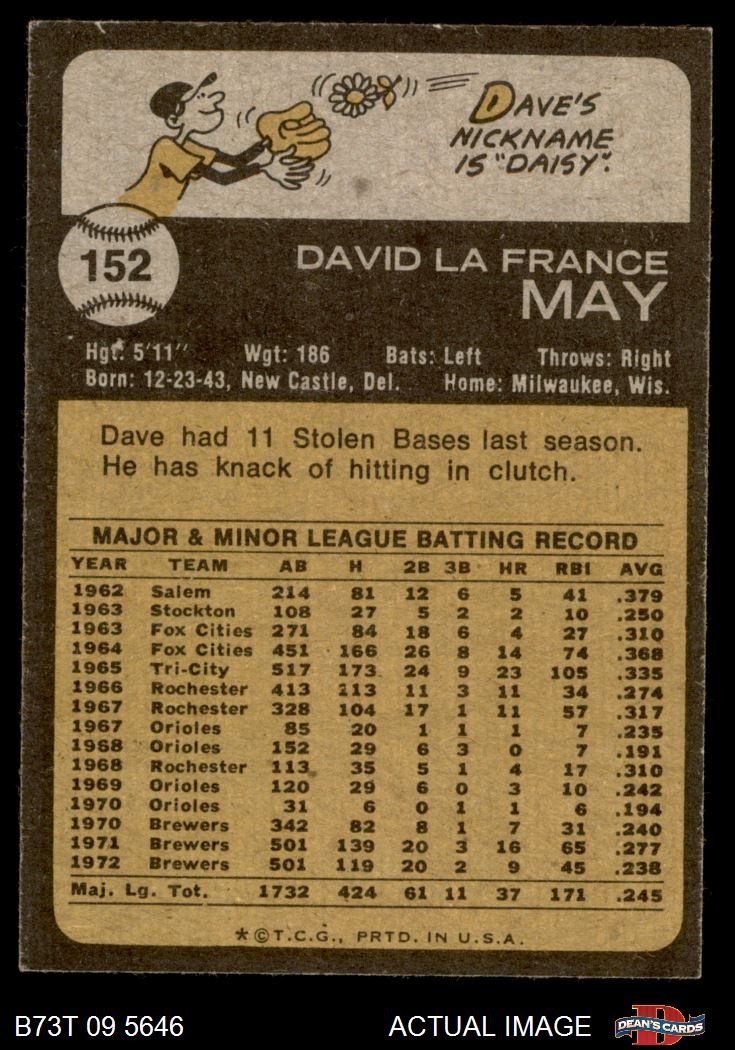 DAVE'S
NICKNAME
IS "DAISY".
152
DAVID LA FRANCE
MAY
Hgt: 5'11" Wgt: 186 Bats: Left Throws: Right
Born: 12-23-43, New Castle, Del. Home: Milwaukee, Wis.
Dave had 11 Stolen Bases last season.
He has knack of hitting in clutch.
MAJOR & MINOR LEAGUE BATTING RECORD
YEAR TEAM AB H 2B 3B HR RBI AVG
1962 Salem 214 81 12 6 5 41 .379
1963 Stockton 108 27 5 2 2 10 .250
1963 Fox Cities 271 84 18 6 4 27 .310
1964 Fox Cities 451 166 26 8 14 74 .368
1965 Tri-City 517 173 24 9 23 105 .335
1966 Rochester 413 113 11 3 11 34 .274
1967 Rochester 328 104 17 1 11 57 .317
1967 Orioles 85 20 1 1 1 7 .235
1968 Orioles 152 29 6 3 0 7 .191
1968 Rochester 113 35 5 1 4 17 .310
1969 Orioles 120 29 6 0 3 10 .242
1970 Orioles 31 6 0 1 1 6 .194
1970 Brewers 342 82 8 1 7 31 .240
1971 Brewers 501 139 20 3 16 65 .277
1972 Brewers 501 119 20 2 9 45 .238
Maj. Lg. Tot. 1732 424 61 11 37 171 .245
*©T.C.G., PRTD. IN U.S.A.
B73T 09 5646 ACTUAL IMAGE DEAN'S CARDS